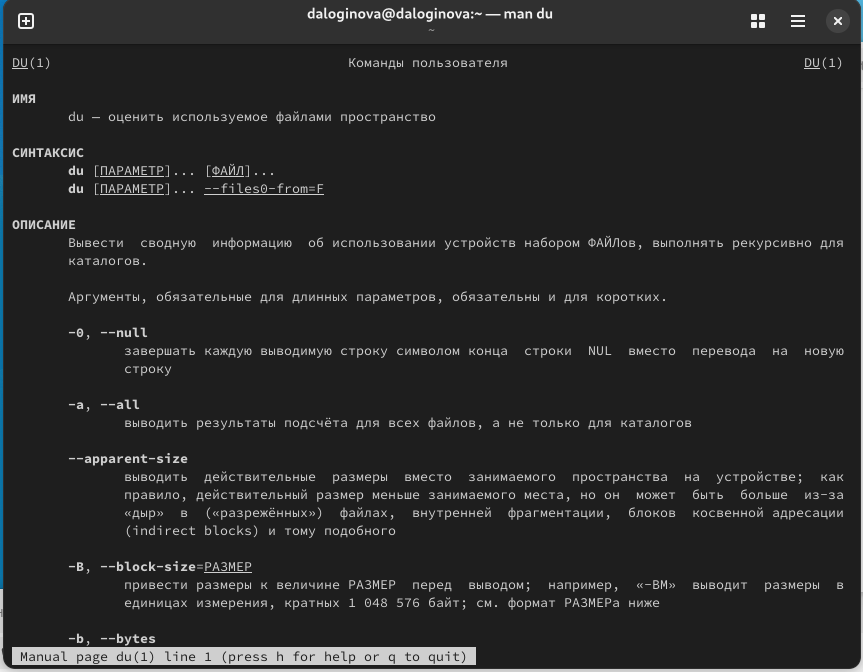 daloginova@daloginova:~ — man du
~
DU(1) Команды пользователя DU(1)
ИМЯ
du — оценить используемое файлами пространство
СИНТАКСИС
du [ПАРАМЕТР]... [ФАЙЛ]...
du [ПАРАМЕТР]... --files0-from=F
ОПИСАНИЕ
Вывести сводную информацию об использовании устройств набором ФАЙЛов, выполнять рекурсивно для
каталогов.
Аргументы, обязательные для длинных параметров, обязательны и для коротких.
-0, --null
завершать каждую выводимую строку символом конца строки NUL вместо перевода на новую
строку
-a, --all
выводить результаты подсчёта для всех файлов, а не только для каталогов
--apparent-size
выводить действительные размеры вместо занимаемого пространства на устройстве; как
правило, действительный размер меньше занимаемого места, но он может быть больше из-за
«дыр» в («разрежённых») файлах, внутренней фрагментации, блоков косвенной адресации
(indirect blocks) и тому подобного
-B, --block-size=РАЗМЕР
привести размеры к величине РАЗМЕР перед выводом; например, «-BM» выводит размеры в
единицах измерения, кратных 1 048 576 байт; см. формат РАЗМЕРа ниже
-b, --bytes
Manual page du(1) line 1 (press h for help or q to quit)